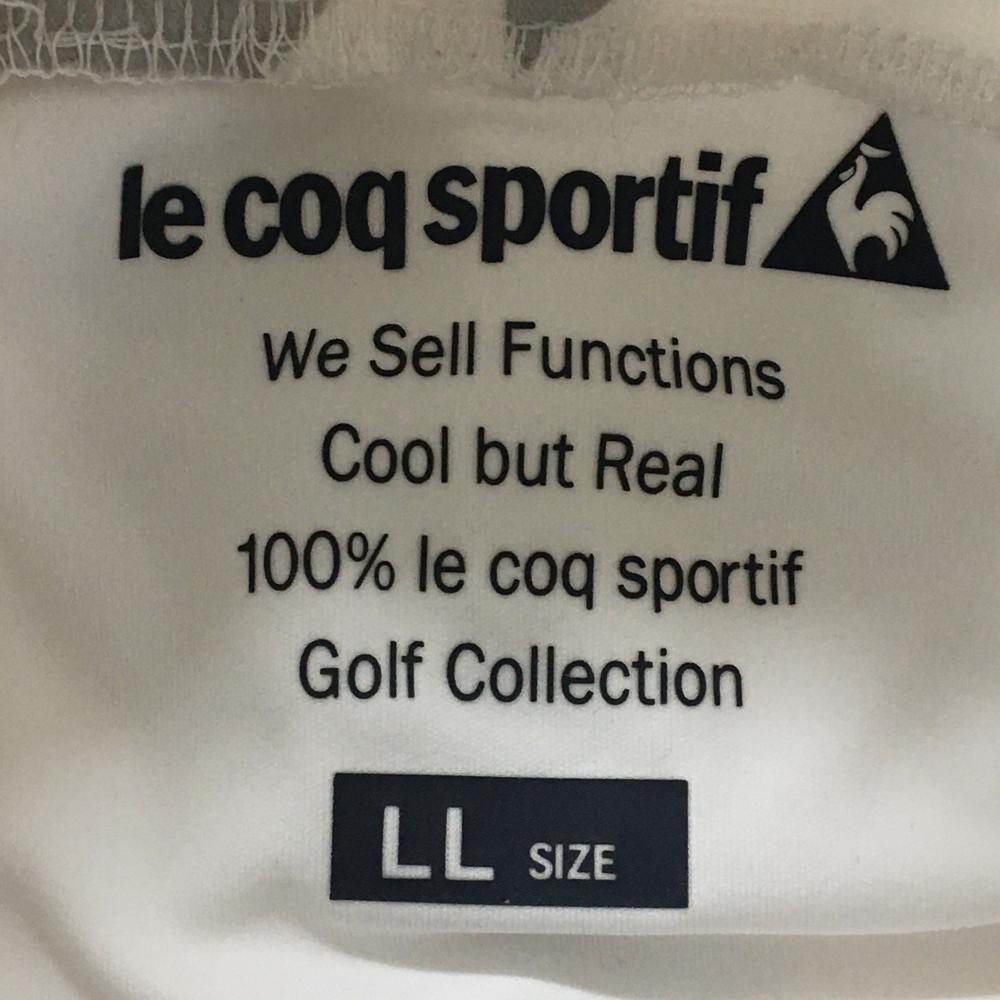 le coq sportif
We Sell Functions
Cool but Real
100% le coq sportif
Golf Collection
LL SIZE